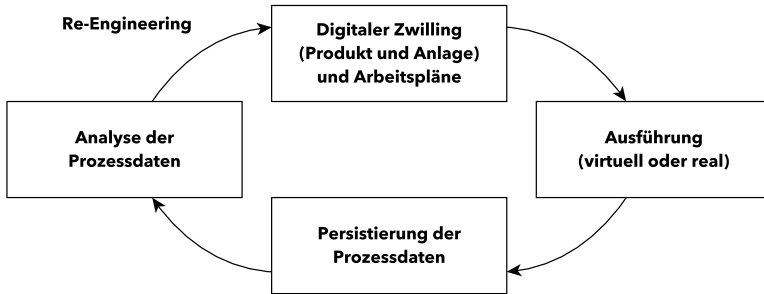 Re-Engineering
Digitaler Zwilling
(Produkt und Anlage)
und Arbeitspläne
Analyse der
Prozessdaten
Ausführung
(virtuell oder real)
Persistierung der
Prozessdaten